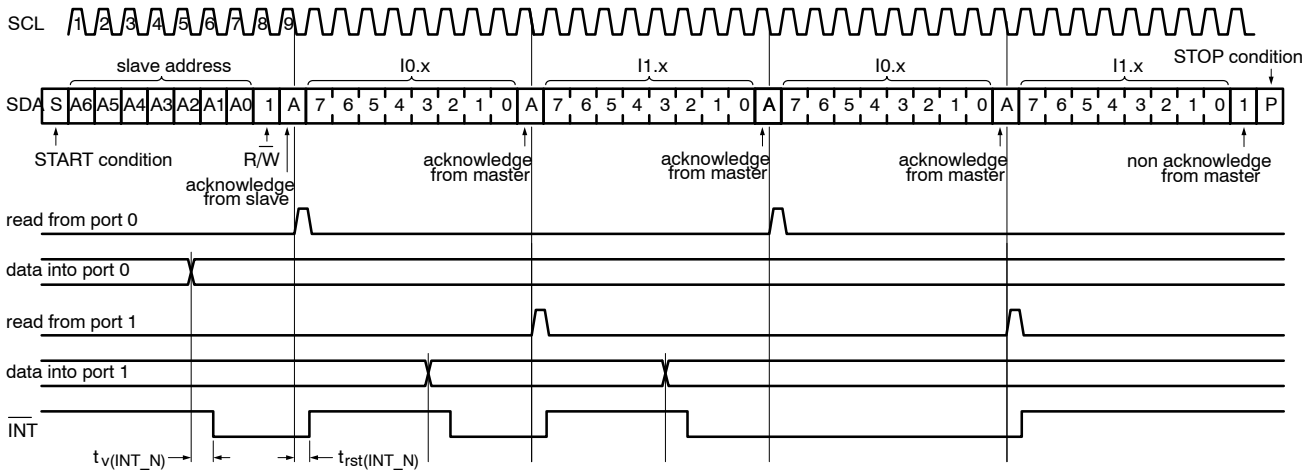 SCL 1 2 3 4 5 6 7 8 9
STOP condition
slave address I0.x I1.x I0.x I1.x
SDA S A6 A5 A4 A3 A2 A1 A0 1 A 7 6 5 4 3 2 1 0 A 7 6 5 4 3 2 1 0 A 7 6 5 4 3 2 1 0 A 7 6 5 4 3 2 1 0 1 P
START condition
R/W
acknowledge
from slave
acknowledge
from master
acknowledge
from master
acknowledge
from master
non acknowledge
from master
read from port 0
data into port 0
read from port 1
data into port 1
INT
tv(INT_N) trst(INT_N)